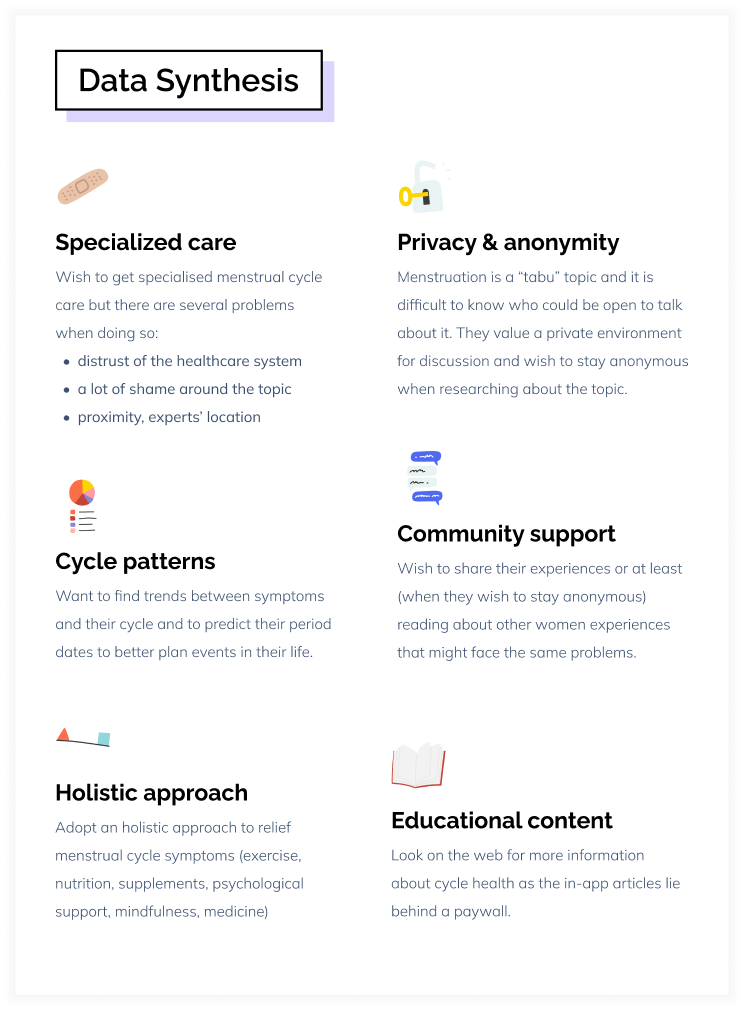 Data Synthesis
Specialized care
Wish to get specialised menstrual cycle
care but there are several problems
when doing so:
• distrust of the healthcare system
• a lot of shame around the topic
• proximity, experts’ location
Privacy & anonymity
Menstruation is a “tabu” topic and it is
difficult to know who could be open to talk
about it. They value a private environment
for discussion and wish to stay anonymous
when researching about the topic.
Cycle patterns
Want to find trends between symptoms
and their cycle and to predict their period
dates to better plan events in their life.
Community support
Wish to share their experiences or at least
(when they wish to stay anonymous)
reading about other women experiences
that might face the same problems.
Holistic approach
Adopt an holistic approach to relief
menstrual cycle symptoms (exercise,
nutrition, supplements, psychological
support, mindfulness, medicine)
Educational content
Look on the web for more information
about cycle health as the in-app articles lie
behind a paywall.